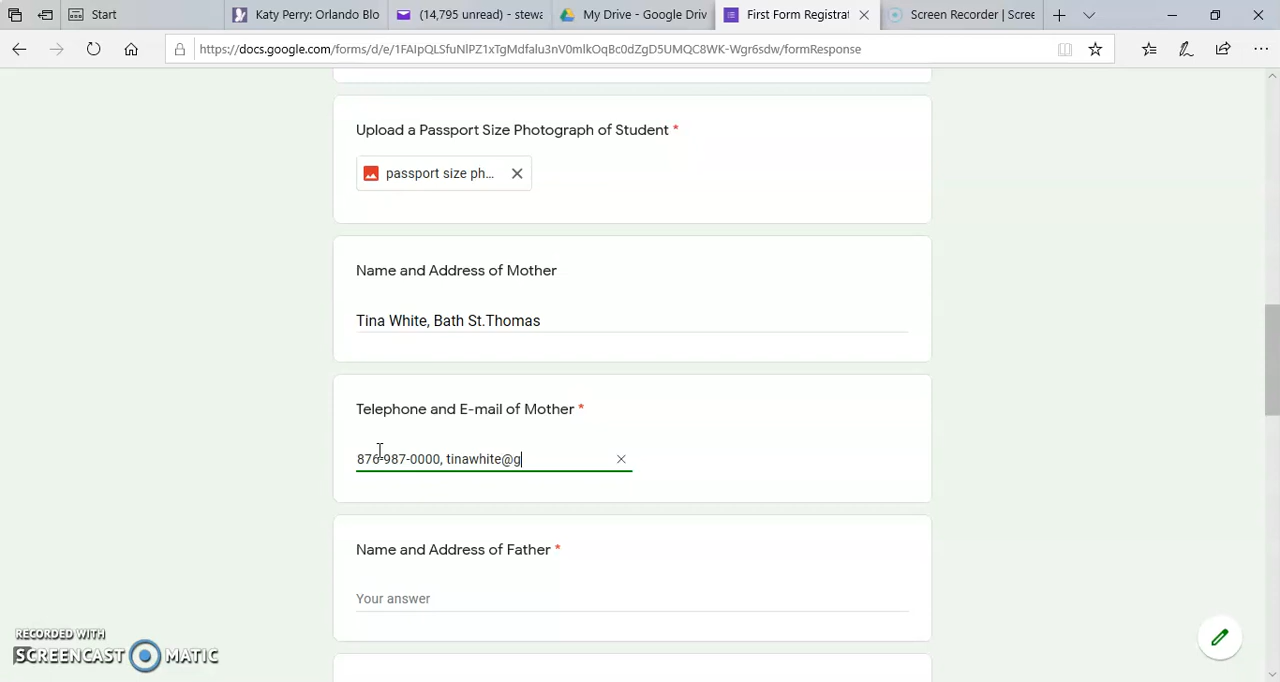 Start
Katy Perry: Orlando Blo
(14,795 unread) - stewa
My Drive - Google Driv
First Form Registrat
Screen Recorder | Scree
https://docs.google.com/forms/d/e/1FAIpQLSfuNlPZ1xTgMdfalu3nV0mlkOqBc0dZgD5UMQC8WK-Wgr6sdw/formResponse
Upload a Passport Size Photograph of Student *
passport size ph...
Name and Address of Mother
Tina White, Bath St.Thomas
Telephone and E-mail of Mother *
876-987-0000, tinawhite@g
Name and Address of Father *
Your answer
RECORDED WITH
SCREENCAST MATIC